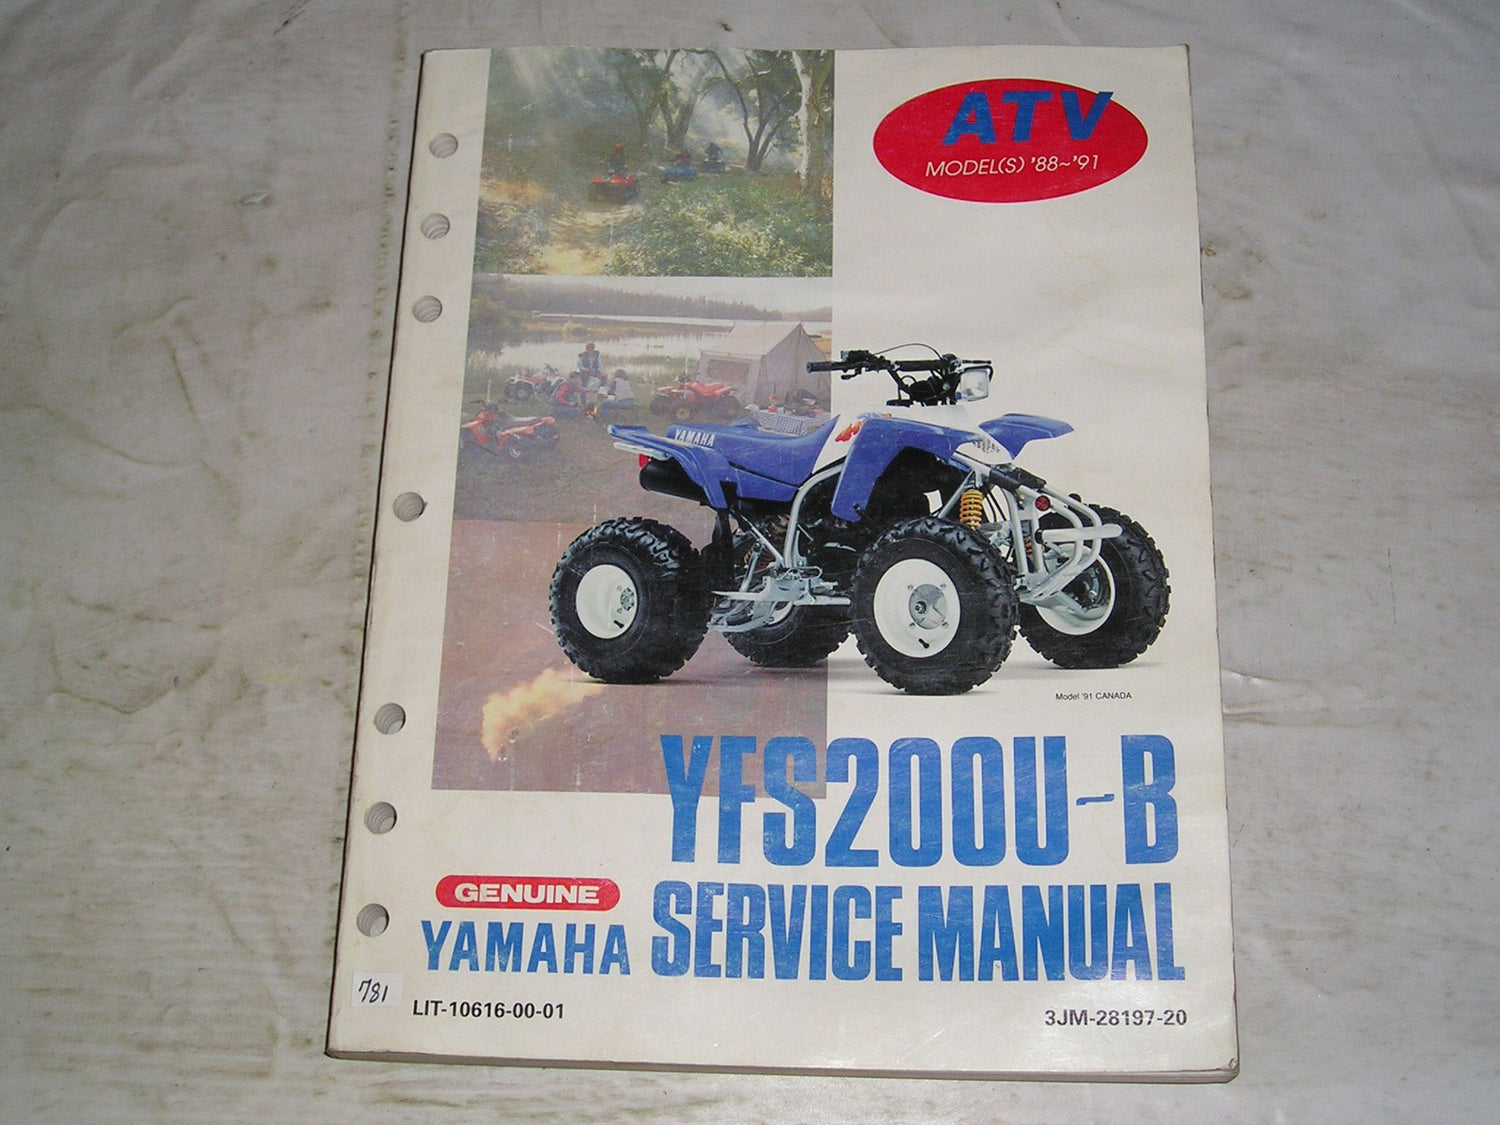 ATV
MODEL(S) '88~'91
YAMAHA
Model '91 CANADA
YFS200U~B
GENUINE
YAMAHA SERVICE MANUAL
781
LIT-10616-00-01
3JM-28197-20